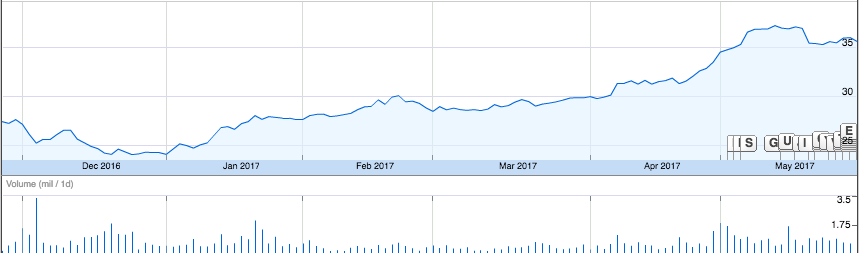 35
30
I S G U J I T E
25
Dec 2016 Jan 2017 Feb 2017 Mar 2017 Apr 2017 May 2017
Volume (mil / 1d)
3.5
1.75